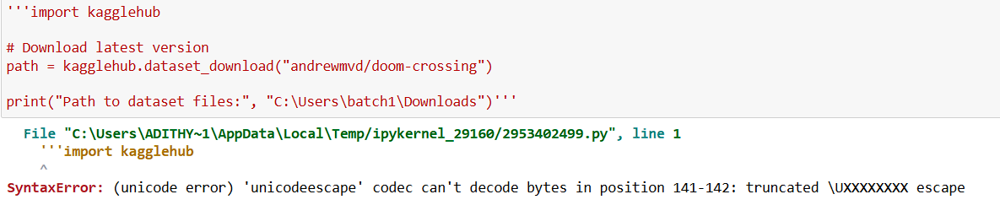 '''import kagglehub
# Download latest version
path = kagglehub.dataset_download("andrewmvd/doom-crossing")
print("Path to dataset files:", "C:\Users\batch1\Downloads")'''
File "C:\Users\ADITHY~1\AppData\Local\Temp/ipykernel_29160/2953402499.py", line 1
'''import kagglehub
^
SyntaxError: (unicode error) 'unicodeescape' codec can't decode bytes in position 141-142: truncated \UXXXXXXXX escape